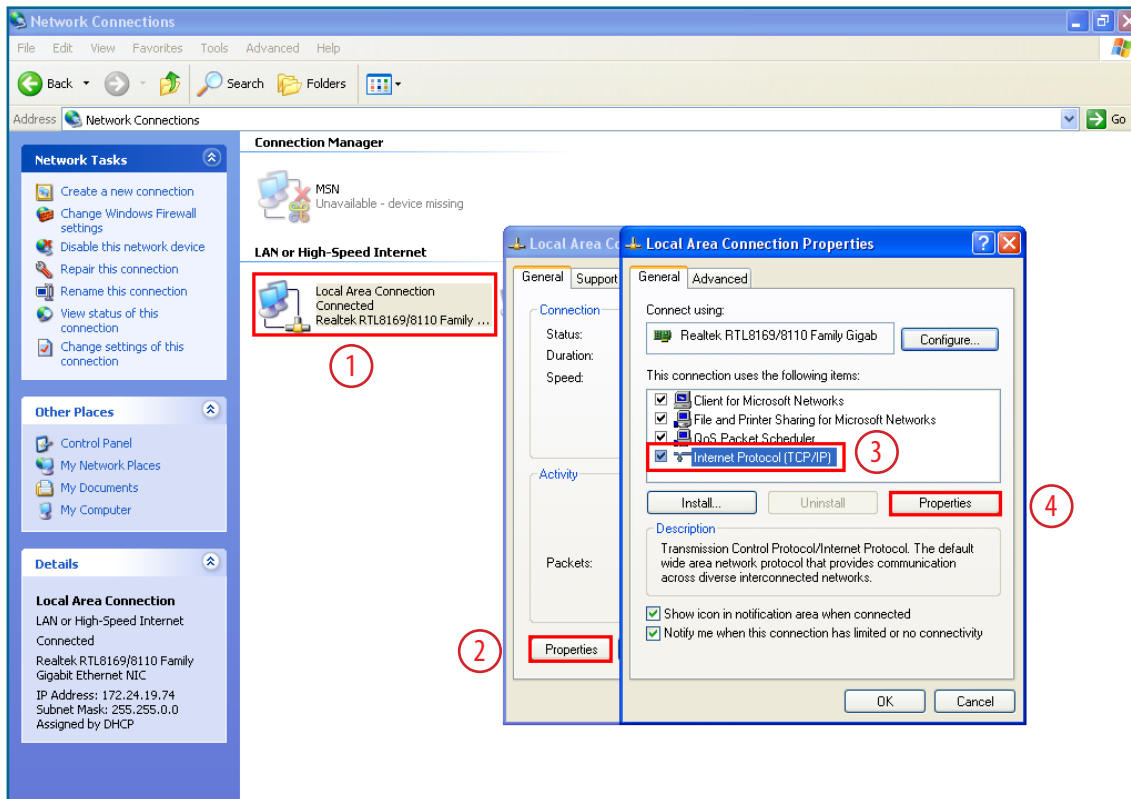 Network Connections
File Edit View Favorites Tools Advanced Help
Back Search Folders
Address Network Connections Go
Network Tasks
Create a new connection
Change Windows Firewall
settings
Disable this network device
Repair this connection
Rename this connection
View status of this
connection
Change settings of this
connection
Other Places
Control Panel
My Network Places
My Documents
My Computer
Details
Local Area Connection
LAN or High-Speed Internet
Connected
Realtek RTL8169/8110 Family
Gigabit Ethernet NIC
IP Address: 172.24.19.74
Subnet Mask: 255.255.0.0
Assigned by DHCP
Connection Manager
MSN
Unavailable - device missing
LAN or High-Speed Internet
Local Area Connection
Connected
Realtek RTL8169/8110 Family ...
1
Local Area Co
General Support
Connection
Status:
Duration:
Speed:
Activity
Packets:
2
Properties
Local Area Connection Properties
General Advanced
Connect using:
Realtek RTL8169/8110 Family Gigab
Configure...
This connection uses the following items:
Client for Microsoft Networks
File and Printer Sharing for Microsoft Networks
QoS Packet Scheduler
Internet Protocol (TCP/IP)
3
Install... Uninstall Properties
4
Description
Transmission Control Protocol/Internet Protocol. The default
wide area network protocol that provides communication
across diverse interconnected networks.
Show icon in notification area when connected
Notify me when this connection has limited or no connectivity
OK Cancel